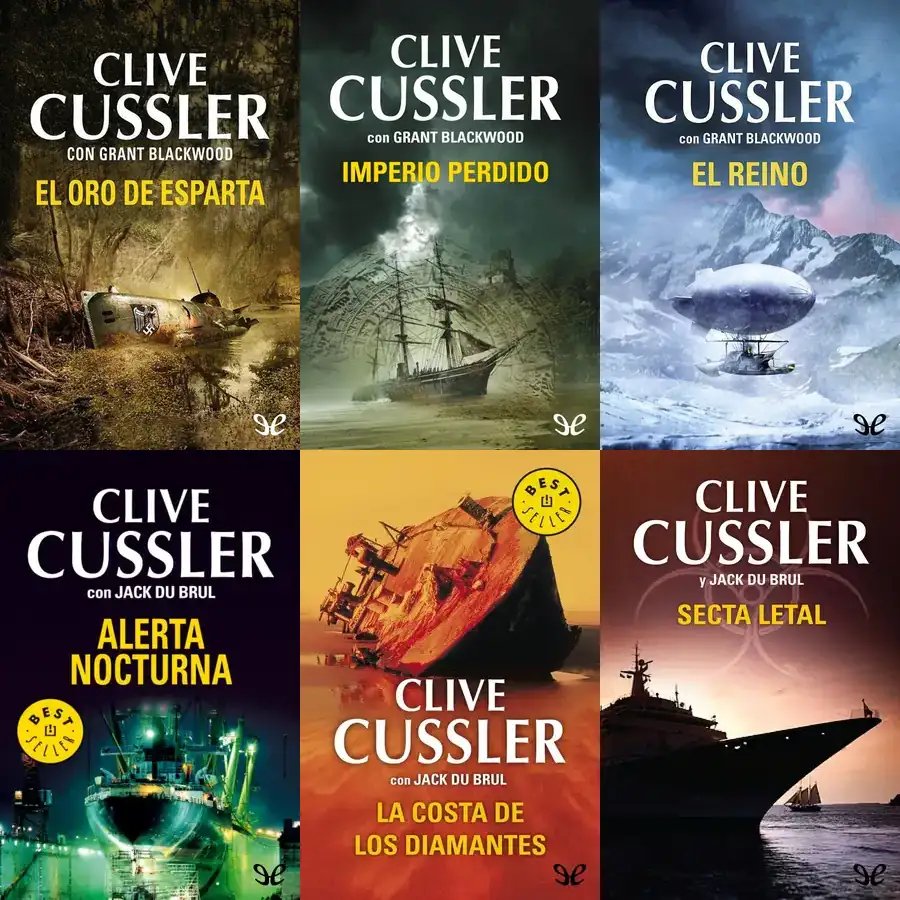 CLIVE
CUSSLER
CON GRANT BLACKWOOD
EL ORO DE ESPARTA
CLIVE
CUSSLER
con GRANT BLACKWOOD
IMPERIO PERDIDO
CLIVE
CUSSLER
con GRANT BLACKWOOD
EL REINO
CLIVE
CUSSLER
con JACK DU BRUL
ALERTA
NOCTURNA
BEST
SELLER
BEST
SELLER
CLIVE
CUSSLER
con JACK DU BRUL
LA COSTA DE
LOS DIAMANTES
CLIVE
CUSSLER
y JACK DU BRUL
SECTA LETAL